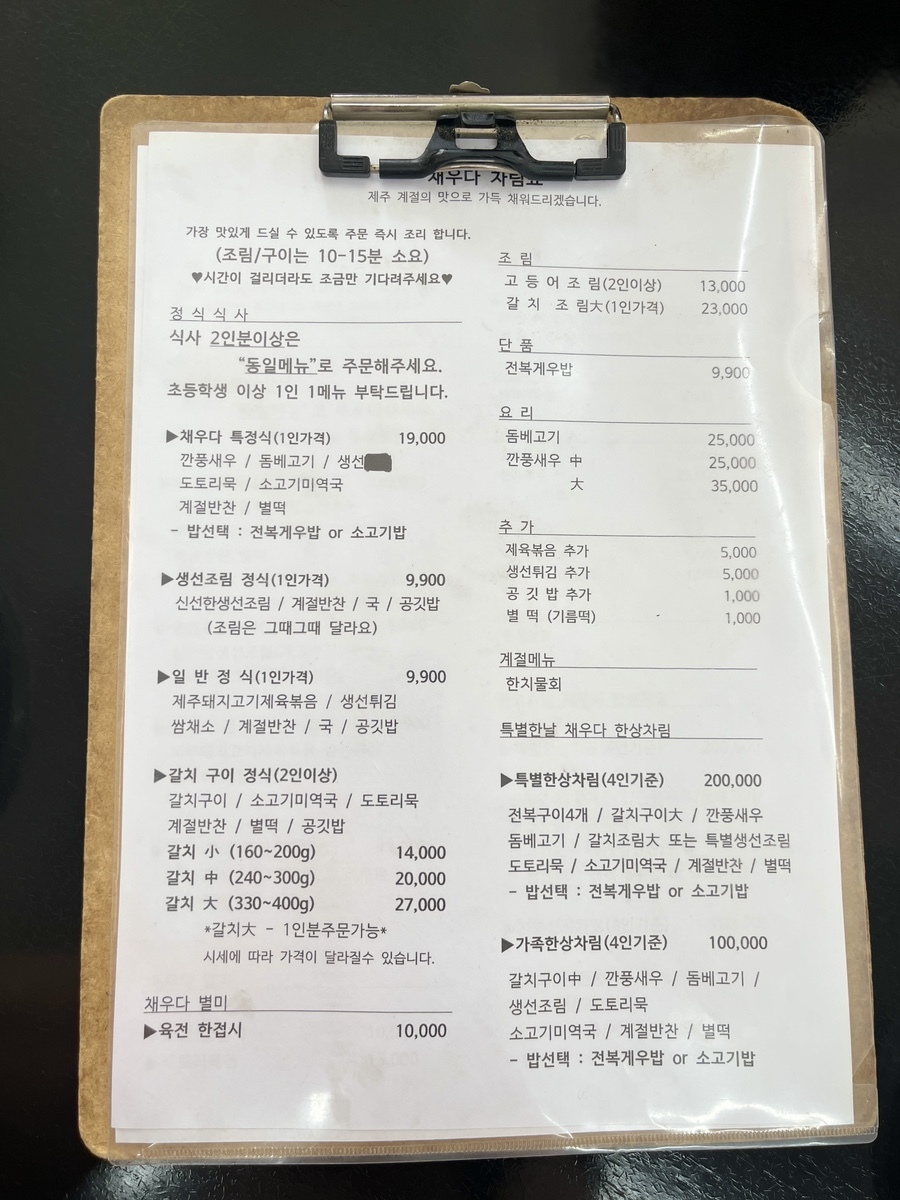 채우다 차림표
제주 계절의 맛으로 가득 채워드리겠습니다.
가장 맛있게 드실 수 있도록 주문 즉시 조리 합니다.
(조림/구이는 10-15분 소요)
♥시간이 걸리더라도 조금만 기다려주세요♥
정 식 식 사
식사 2인분이상은
“동일메뉴”로 주문해주세요.
초등학생 이상 1인 1메뉴 부탁드립니다.
▶채우다 특정식(1인가격) 19,000
깐풍새우 / 돔베고기 / 생선
도토리묵 / 소고기미역국
계절반찬 / 별떡
- 밥선택 : 전복게우밥 or 소고기밥
▶생선조림 정식(1인가격) 9,900
신선한생선조림 / 계절반찬 / 국 / 공깃밥
(조림은 그때그때 달라요)
▶일 반 정 식(1인가격) 9,900
제주돼지고기제육볶음 / 생선튀김
쌈채소 / 계절반찬 / 국 / 공깃밥
▶갈치 구이 정식(2인이상)
갈치구이 / 소고기미역국 / 도토리묵
계절반찬 / 별떡 / 공깃밥
갈치 小 (160~200g) 14,000
갈치 中 (240~300g) 20,000
갈치 大 (330~400g) 27,000
*갈치大 - 1인분주문가능*
시세에 따라 가격이 달라질수 있습니다.
채우다 별미
▶육전 한접시 10,000
조 림
고 등 어 조 림(2인이상) 13,000
갈 치 조 림大(1인가격) 23,000
단 품
전복게우밥 9,900
요 리
돔베고기 25,000
깐풍새우 中 25,000
大 35,000
추 가
제육볶음 추가 5,000
생선튀김 추가 5,000
공 깃 밥 추가 1,000
별 떡 (기름떡) 1,000
계절메뉴
한치물회
특별한날 채우다 한상차림
▶특별한상차림(4인기준) 200,000
전복구이4개 / 갈치구이大 / 깐풍새우
돔베고기 / 갈치조림大 또는 특별생선조림
도토리묵 / 소고기미역국 / 계절반찬 / 별떡
- 밥선택 : 전복게우밥 or 소고기밥
▶가족한상차림(4인기준) 100,000
갈치구이中 / 깐풍새우 / 돔베고기 /
생선조림 / 도토리묵
소고기미역국 / 계절반찬 / 별떡
- 밥선택 : 전복게우밥 or 소고기밥